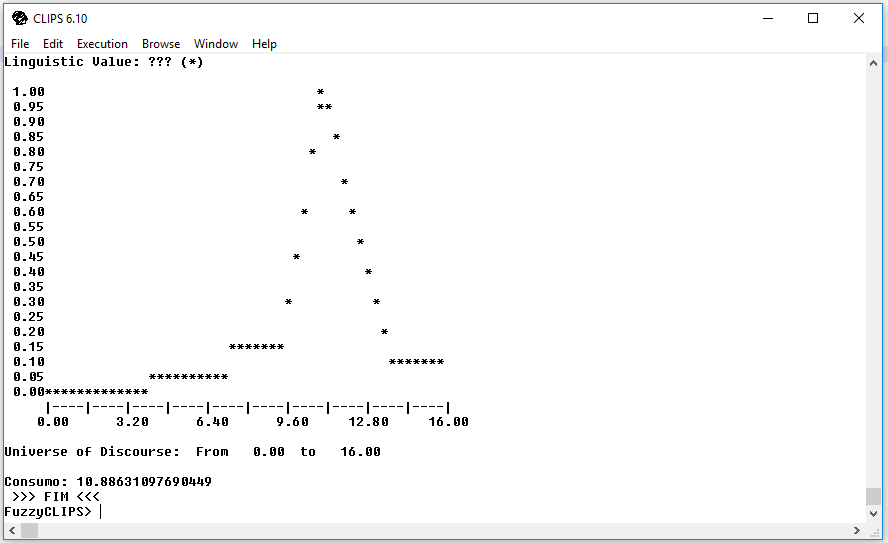 CLIPS 6.10
File Edit Execution Browse Window Help
Linguistic Value: ??? (*)
 1.00                                  *
 0.95                                  **
 0.90
 0.85                                    *
 0.80                                 *
 0.75
 0.70                                     *
 0.65
 0.60                                *     *
 0.55
 0.50                                       *
 0.45                               *
 0.40                                        *
 0.35
 0.30                              *          *
 0.25
 0.20                                          *
 0.15                       *******
 0.10                                           *******
 0.05             **********
 0.00*************
     |----|----|----|----|----|----|----|----|----|----|
    0.00      3.20      6.40      9.60      12.80     16.00
Universe of Discourse:  From   0.00  to   16.00
Consumo: 10.88631097690449
 >>> FIM <<<
FuzzyCLIPS>